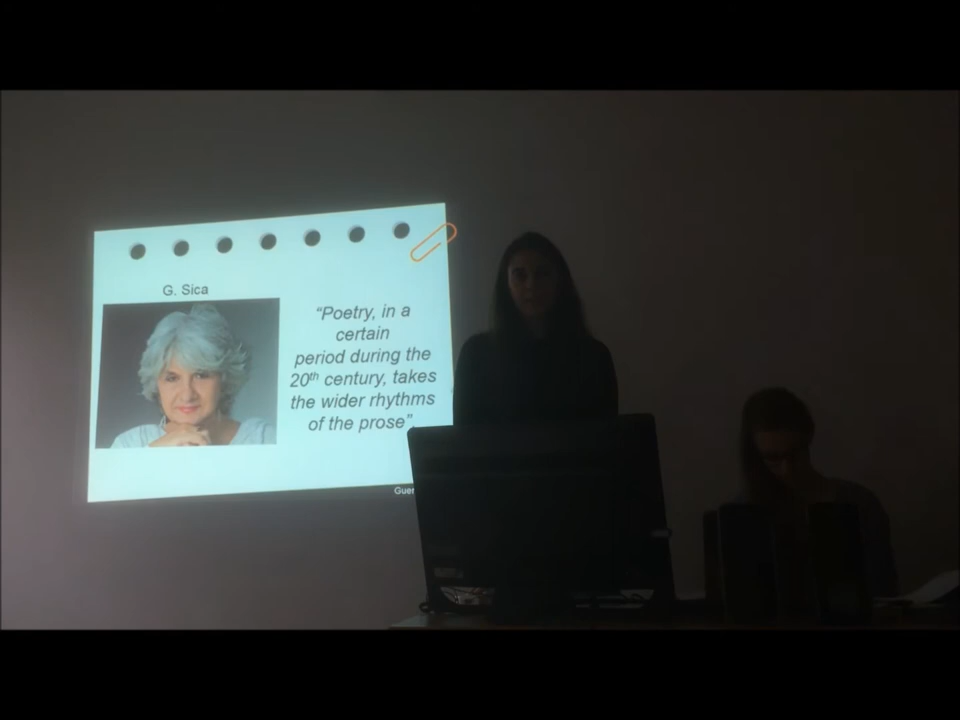 G. Sica
“Poetry, in a
certain
period during the
20th century, takes
the wider rhythms
of the prose”